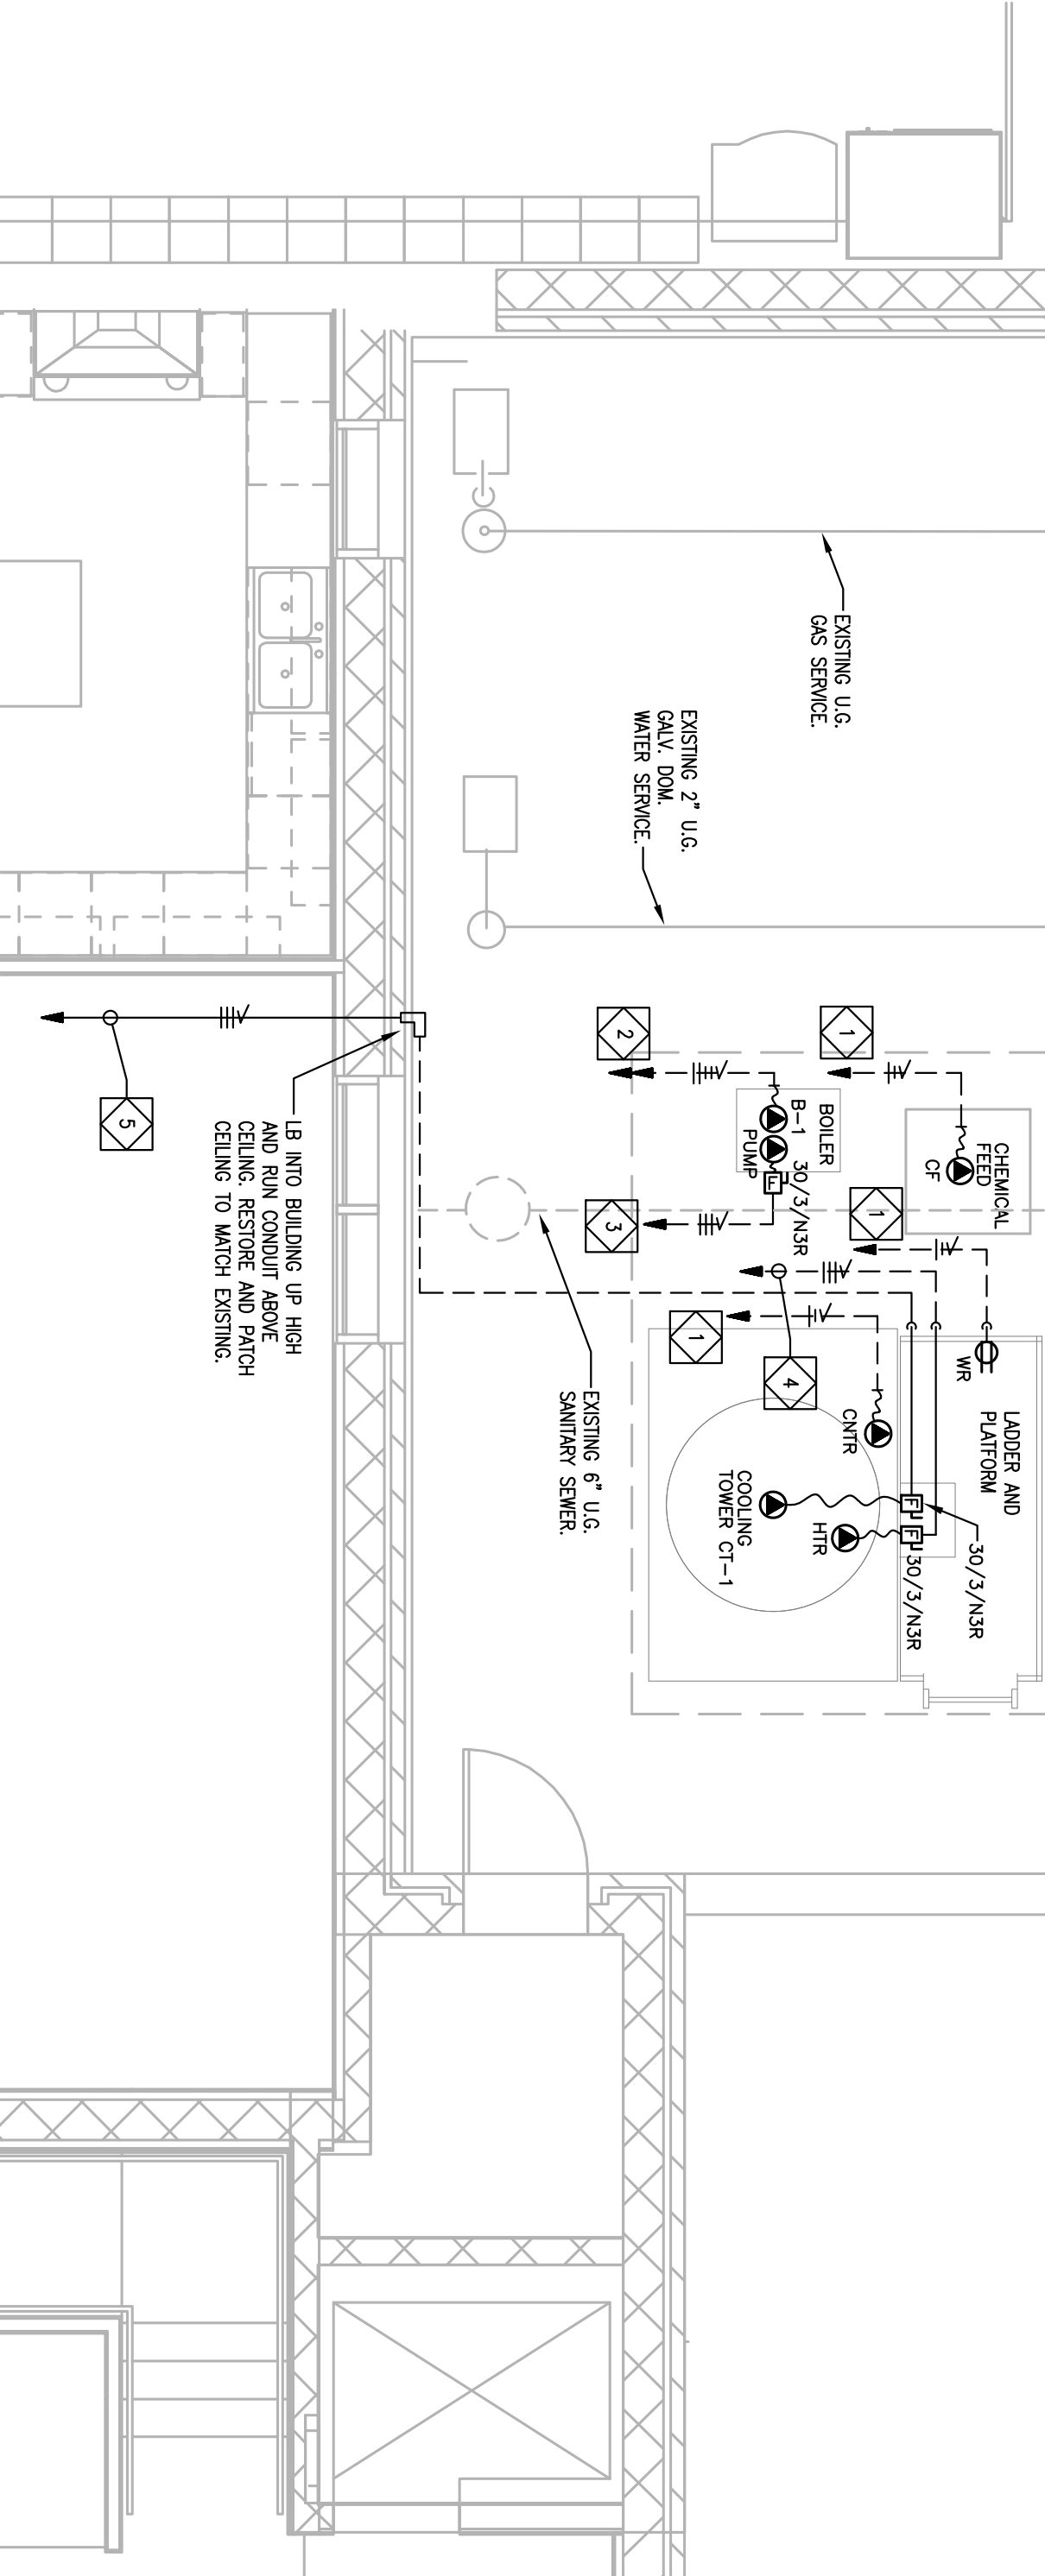 EXISTING U.G.
GAS SERVICE.
EXISTING 2" U.G.
GALV. DOM.
WATER SERVICE.
1
2
CHEMICAL
FEED
CF
BOILER
B-1
PUMP
30/3/N3R
1
3
5
LB INTO BUILDING UP HIGH
AND RUN CONDUIT ABOVE
CEILING. RESTORE AND PATCH
CEILING TO MATCH EXISTING.
1
4
WR
LADDER AND
PLATFORM
CNTR
F
F
F
30/3/N3R
30/3/N3R
COOLING
TOWER CT-1
HTR
EXISTING 6" U.G.
SANITARY SEWER.